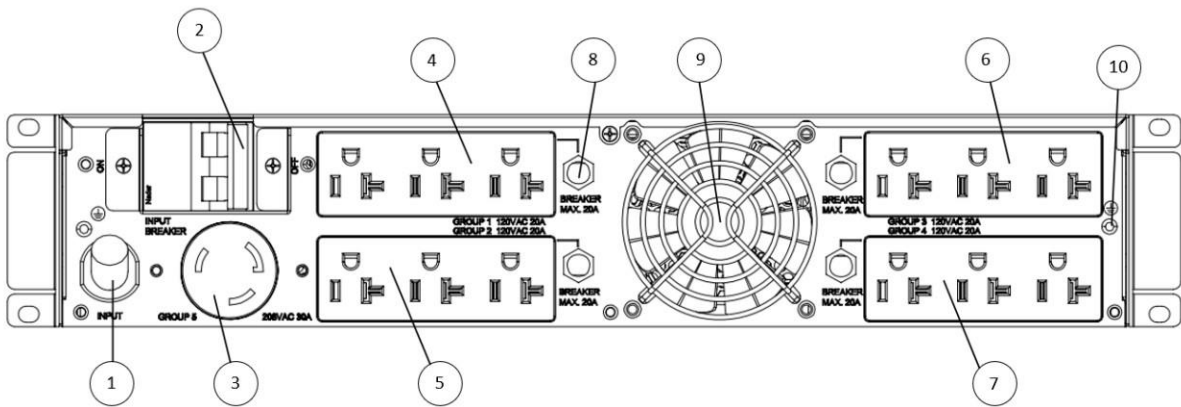 2
4
8
9
6
10
ON
Nader
OFF
INPUT
BREAKER
BREAKER
MAX. 20A
GROUP 1 120VAC 20A
GROUP 2 120VAC 20A
BREAKER
MAX. 20A
GROUP 3 120VAC 20A
GROUP 4 120VAC 20A
BREAKER
MAX. 20A
BREAKER
MAX. 20A
INPUT
GROUP 5
208VAC 30A
1
3
5
7